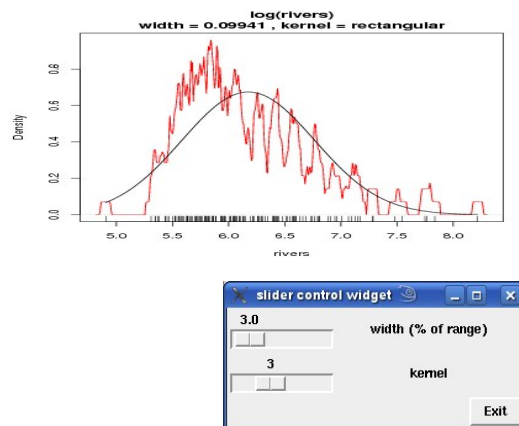 log(rivers)
width = 0.09941 , kernel = rectangular
Density
0.8
0.6
0.4
0.2
0.0
5.0 5.5 6.0 6.5 7.0 7.5 8.0
rivers
slider control widget
3.0
width (% of range)
3
kernel
Exit